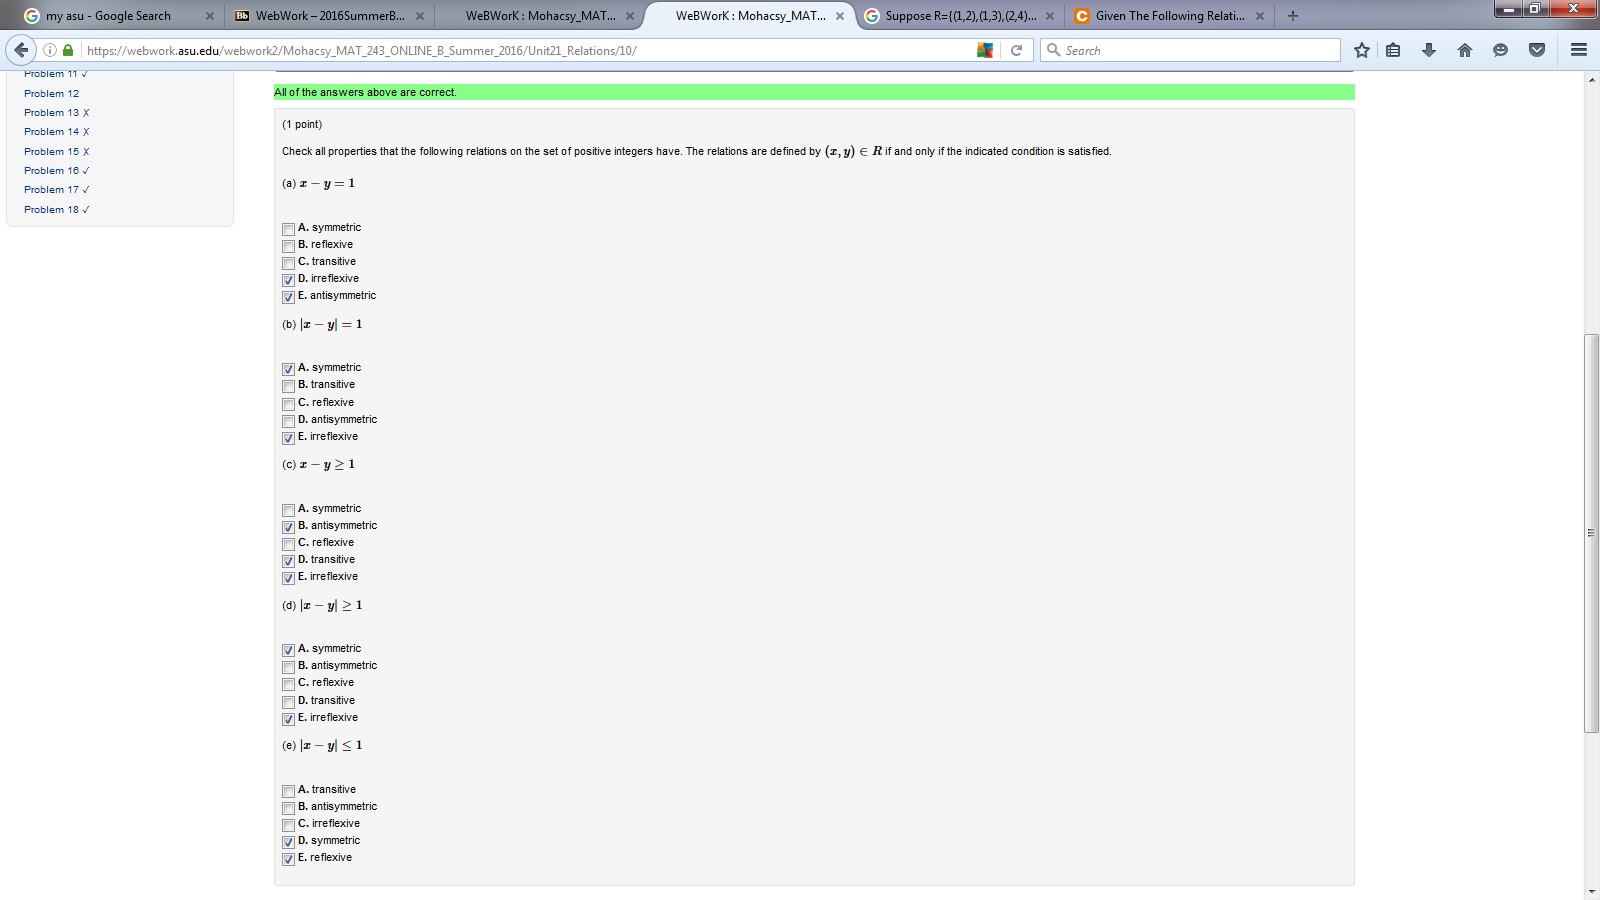 my asu - Google Search
WebWork – 2016SummerB...
WeBWorK : Mohacsy_MAT...
WeBWorK : Mohacsy_MAT...
Suppose R={(1,2),(1,3),(2,4)...
Given The Following Relati...
https://webwork.asu.edu/webwork2/Mohacsy_MAT_243_ONLINE_B_Summer_2016/Unit21_Relations/10/
Search
Problem 11 ✓
Problem 12
Problem 13 ✗
Problem 14 ✗
Problem 15 ✗
Problem 16 ✓
Problem 17 ✓
Problem 18 ✓
All of the answers above are correct.
(1 point)
Check all properties that the following relations on the set of positive integers have. The relations are defined by (x, y) ∈ R if and only if the indicated condition is satisfied.
(a) x − y = 1
A. symmetric
B. reflexive
C. transitive
D. irreflexive
E. antisymmetric
(b) |x − y| = 1
A. symmetric
B. transitive
C. reflexive
D. antisymmetric
E. irreflexive
(c) x − y ≥ 1
A. symmetric
B. antisymmetric
C. reflexive
D. transitive
E. irreflexive
(d) |x − y| ≥ 1
A. symmetric
B. antisymmetric
C. reflexive
D. transitive
E. irreflexive
(e) |x − y| ≤ 1
A. transitive
B. antisymmetric
C. irreflexive
D. symmetric
E. reflexive